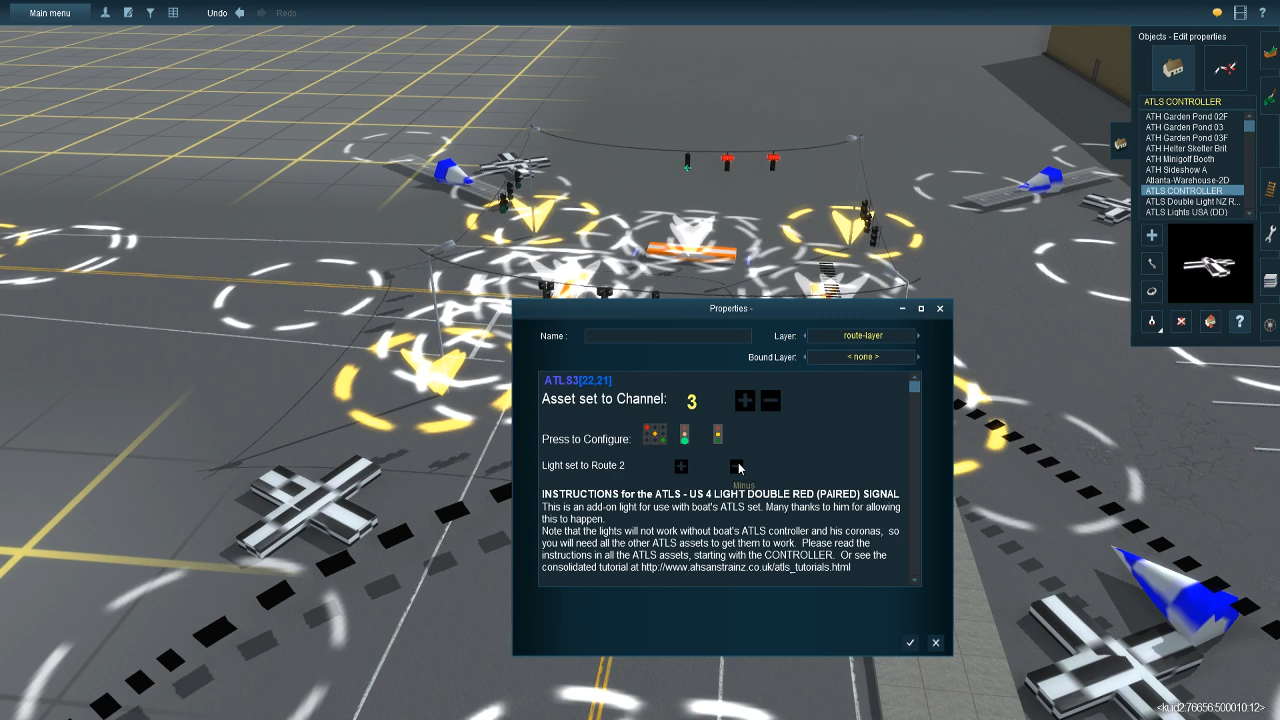 Main menu
Undo
Redo
?
Objects - Edit properties
ATLS CONTROLLER
ATH Garden Pond 02F
ATH Garden Pond 03
ATH Garden Pond 03F
ATH Helter Skelter Brit
ATH Minigolf Booth
ATH Sideshow A
Atlanta-Warehouse-2D
ATLS CONTROLLER
ATLS Double Light NZ R...
ATLS Lights USA (DD)
?
Properties -
Name :
Layer:
route-layer
Bound Layer:
< none >
ATLS3[22,21]
Asset set to Channel: 3
Press to Configure:
Light set to Route 2
Minus
INSTRUCTIONS for the ATLS - US 4 LIGHT DOUBLE RED (PAIRED) SIGNAL
This is an add-on light for use with boat's ATLS set. Many thanks to him for allowing
this to happen.
Note that the lights will not work without boat's ATLS controller and his coronas, so
you will need all the other ATLS assets to get them to work. Please read the
instructions in all the ATLS assets, starting with the CONTROLLER. Or see the
consolidated tutorial at http://www.ahsanstrainz.co.uk/atls_tutorials.html
<kuid2:76656:500010:12>